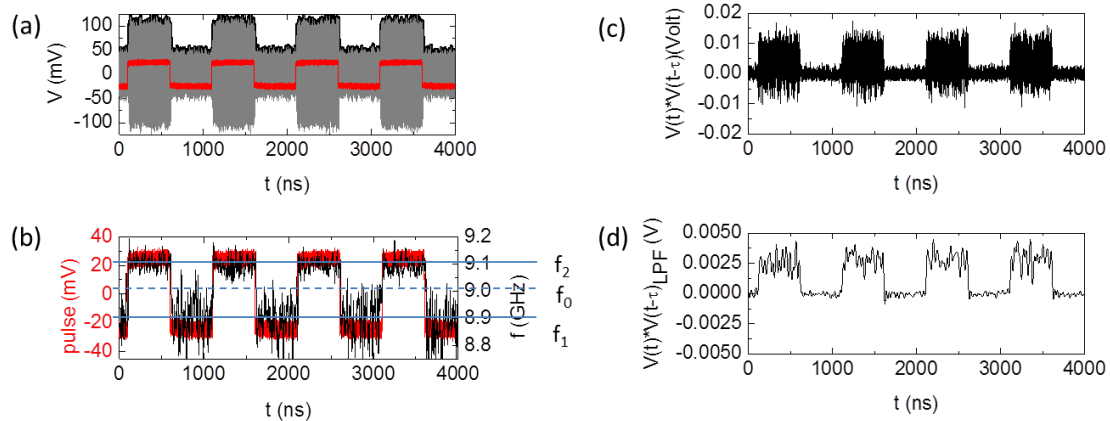 (a)
V (mV)
100
50
0
-50
-100
0 1000 2000 3000 4000
t (ns)
(b)
pulse (mV)
40
20
0
-20
-40
9.2
9.1
9.0
8.9
8.8
f (GHz)
f2
f0
f1
0 1000 2000 3000 4000
t (ns)
(c)
V(t)*V(t-τ)(Volt)
0.02
0.01
0.00
-0.01
-0.02
0 1000 2000 3000 4000
t (ns)
(d)
V(t)*V(t-τ)LPF (V)
0.0050
0.0025
0.0000
-0.0025
-0.0050
0 1000 2000 3000 4000
t (ns)